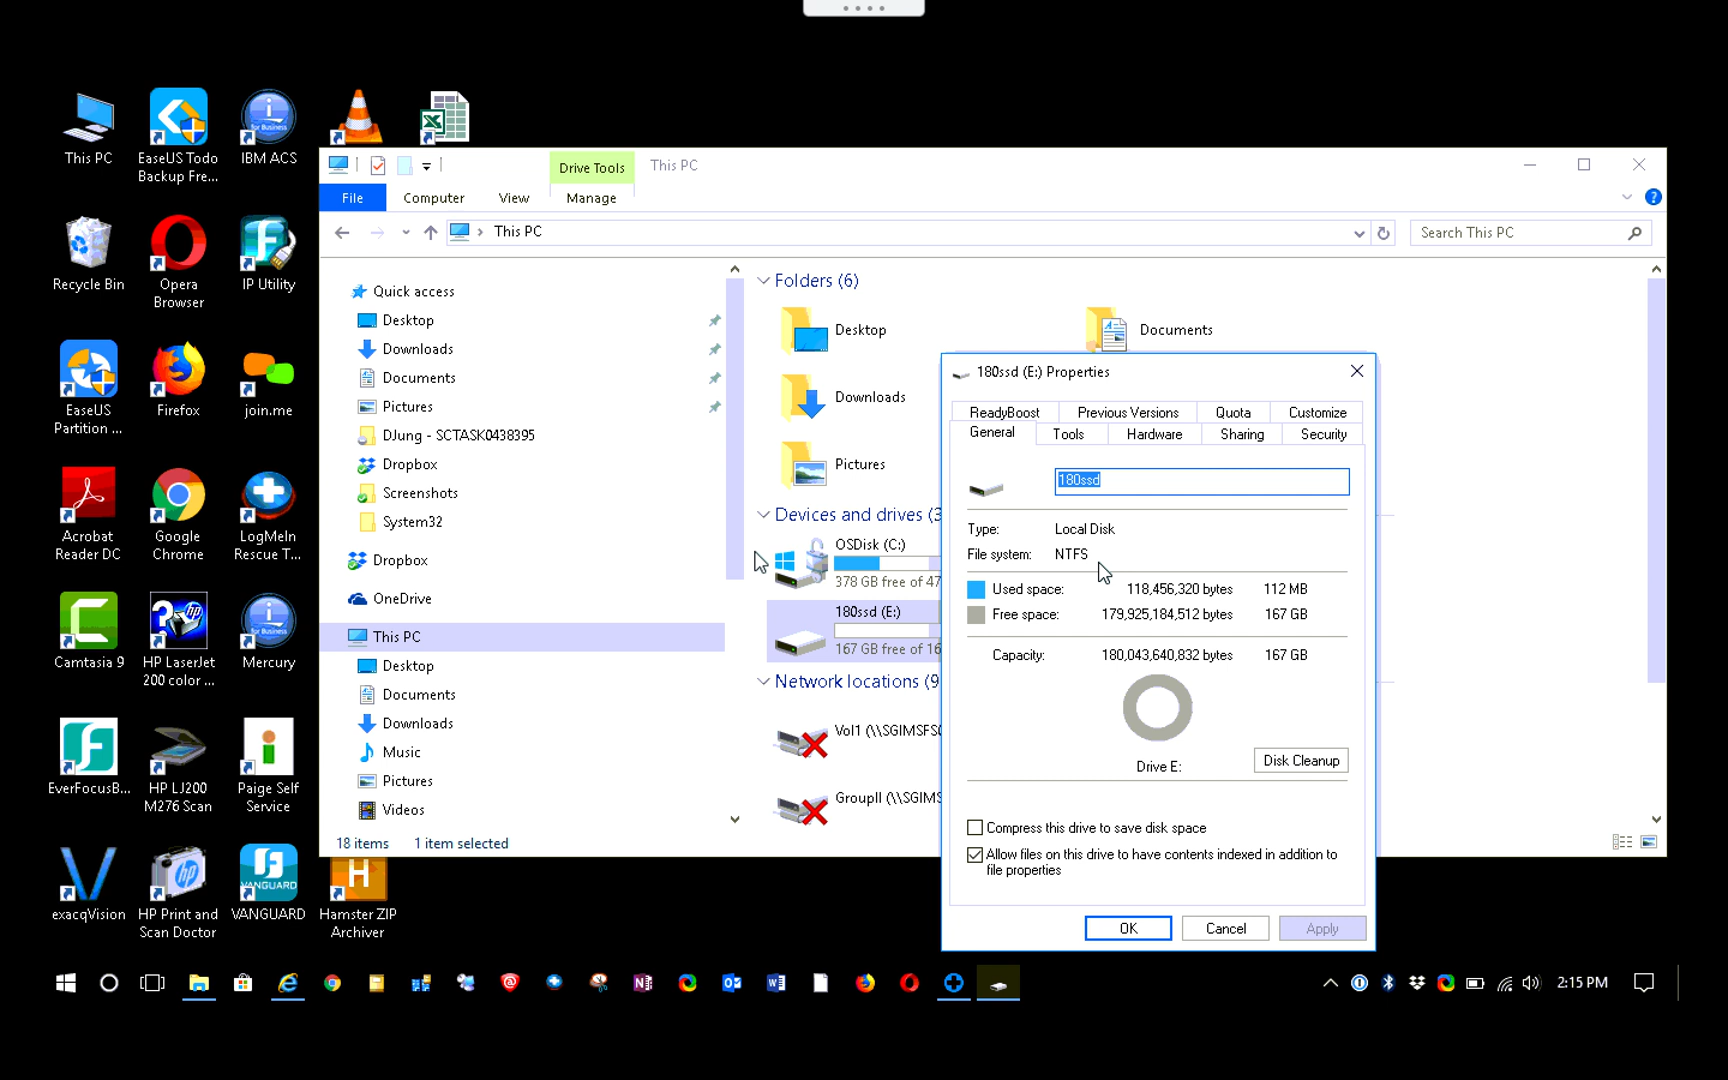 This PC
EaseUS Todo
Backup Fre...
IBM ACS
for Business
Recycle Bin
Opera
Browser
IP Utility
EaseUS
Partition ...
Firefox
join.me
Acrobat
Reader DC
Google
Chrome
LogMeIn
Rescue T...
Camtasia 9
HP LaserJet
200 color ...
Mercury
for Business
EverFocusB...
HP LJ200
M276 Scan
Paige Self
Service
exacqVision
HP Print and
Scan Doctor
VANGUARD
VANGUARD
Hamster ZIP
Archiver
Drive Tools
This PC
File
Computer
View
Manage
This PC
Search This PC
Quick access
Desktop
Downloads
Documents
Pictures
DJung - SCTASK0438395
Dropbox
Screenshots
System32
Dropbox
OneDrive
This PC
Desktop
Documents
Downloads
Music
Pictures
Videos
18 items
1 item selected
Folders (6)
Desktop
Documents
Downloads
Pictures
Devices and drives (3
OSDisk (C:)
378 GB free of 47
180ssd (E:)
167 GB free of 16
Network locations (9
Vol1 (\\SGIMSFS
GroupII (\\SGIMS
180ssd (E:) Properties
ReadyBoost
Previous Versions
Quota
Customize
General
Tools
Hardware
Sharing
Security
180ssd
Type: Local Disk
File system: NTFS
Used space: 118,456,320 bytes 112 MB
Free space: 179,925,184,512 bytes 167 GB
Capacity: 180,043,640,832 bytes 167 GB
Drive E:
Disk Cleanup
Compress this drive to save disk space
Allow files on this drive to have contents indexed in addition to
file properties
OK
Cancel
Apply
2:15 PM